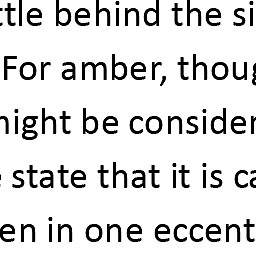 ttle behind the si
For amber, thoug
night be consider
state that it is ca
en in one eccent